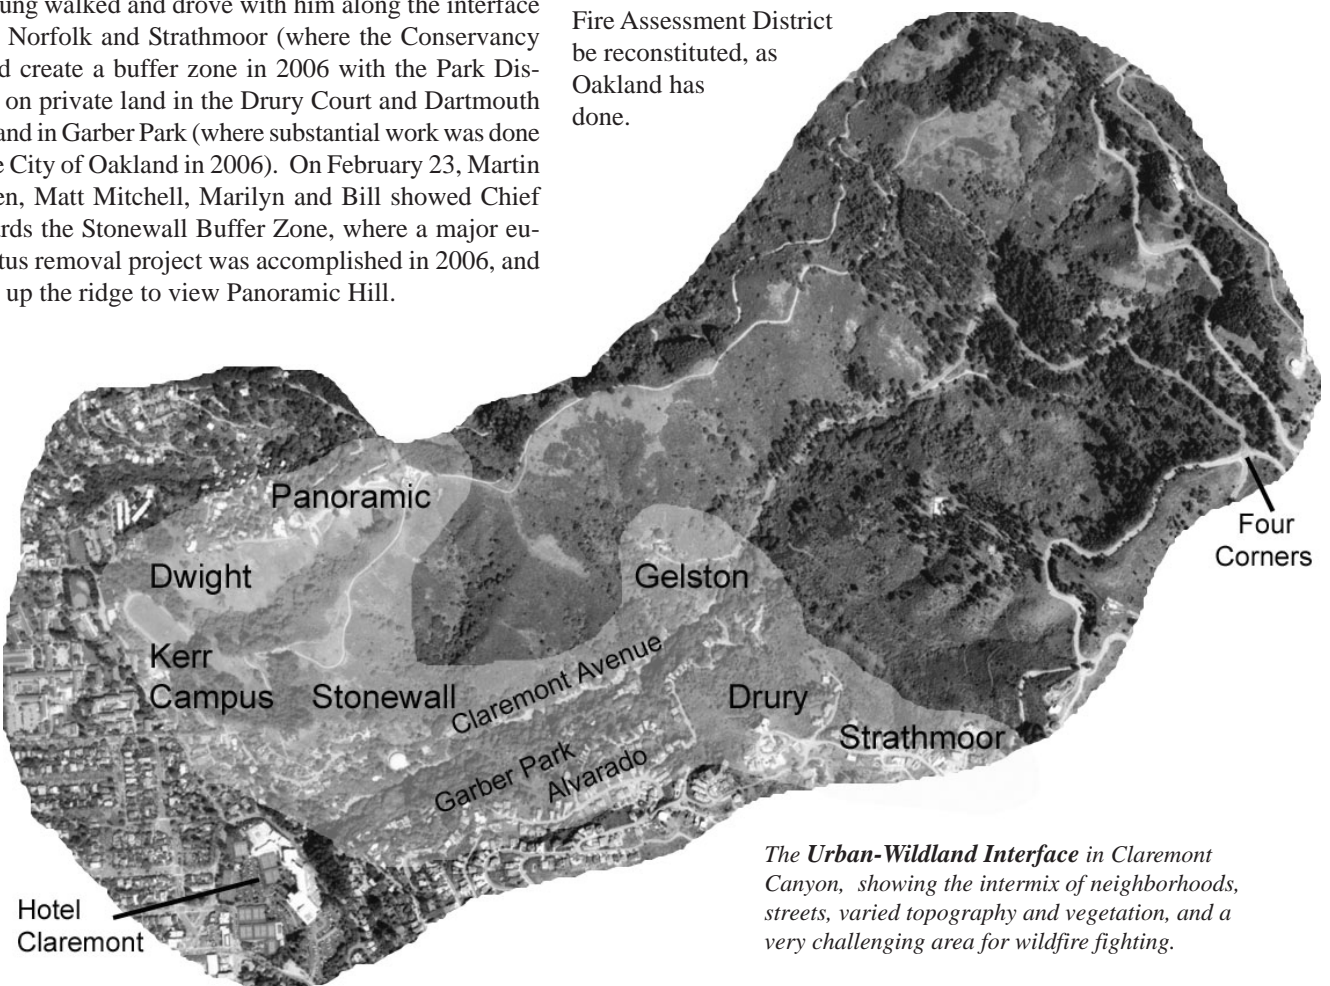 ung walked and drove with him along the interface
Norfolk and Strathmoor (where the Conservancy
d create a buffer zone in 2006 with the Park Dis-
on private land in the Drury Court and Dartmouth
and in Garber Park (where substantial work was done
e City of Oakland in 2006). On February 23, Martin
en, Matt Mitchell, Marilyn and Bill showed Chief
rds the Stonewall Buffer Zone, where a major eu-
tus removal project was accomplished in 2006, and
up the ridge to view Panoramic Hill.
Fire Assessment District
be reconstituted, as
Oakland has
done.
Panoramic
Dwight
Gelston
Four
Corners
Kerr
Campus
Stonewall
Claremont Avenue
Drury
Strathmoor
Garber Park
Alvarado
Hotel
Claremont
The Urban-Wildland Interface in Claremont
Canyon, showing the intermix of neighborhoods,
streets, varied topography and vegetation, and a
very challenging area for wildfire fighting.